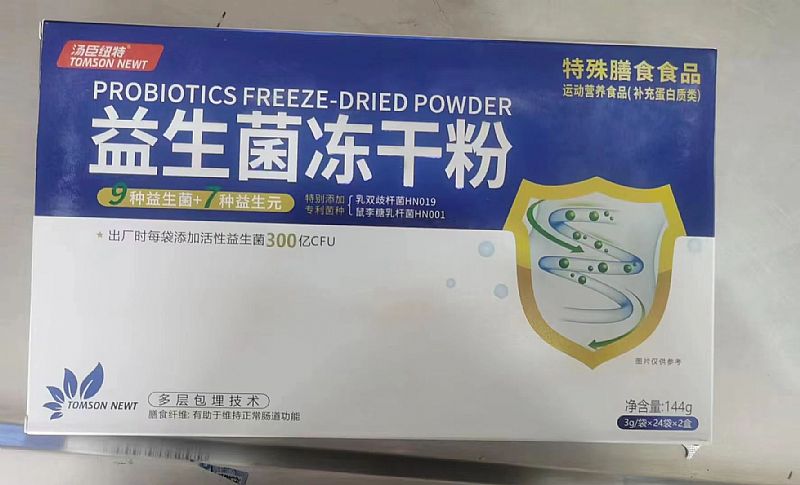 汤臣纽特®
TOMSON NEWT
特殊膳食食品
运动营养食品(补充蛋白质类)
PROBIOTICS FREEZE-DRIED POWDER
益生菌冻干粉
9种益生菌+7种益生元
特别添加 乳双歧杆菌HN019
专利菌种 鼠李糖乳杆菌HN001
★ 出厂时每袋添加活性益生菌300亿CFU
图片仅供参考
TOMSON NEWT
多层包埋技术
膳食纤维: 有助于维持正常肠道功能
净含量:144g
3g/袋×24袋×2盒